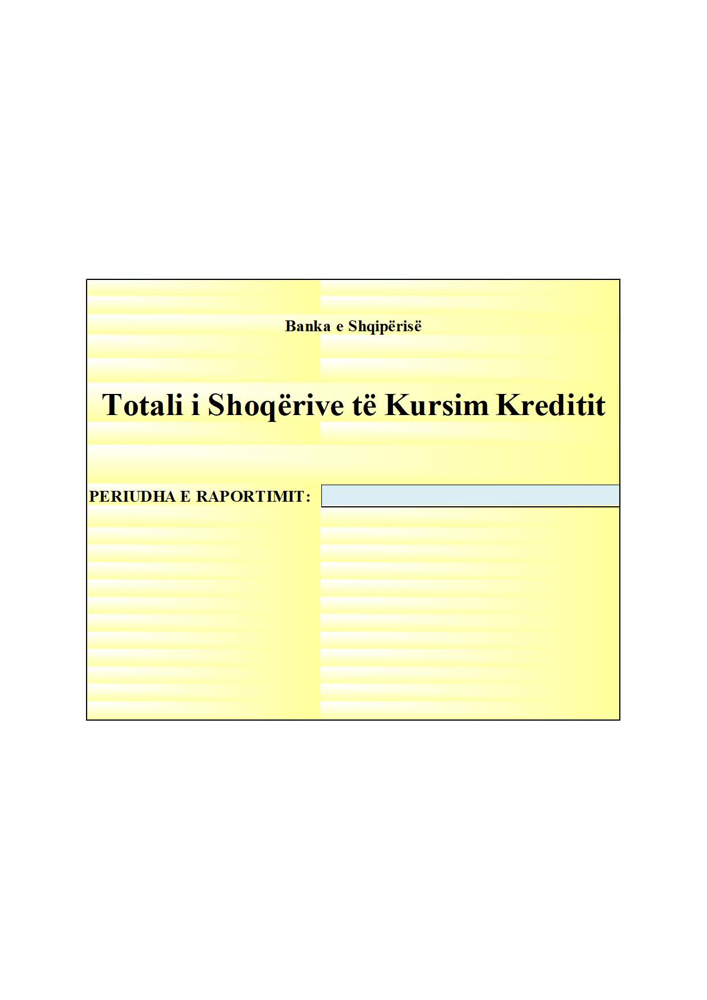 Banka e Shqipërisë
Totali i Shoqërive të Kursim Kreditit
PERIUDHA E RAPORTIMIT: